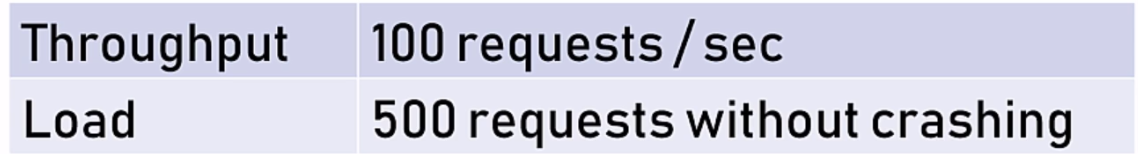 Throughput 100 requests / sec
Load 500 requests without crashing